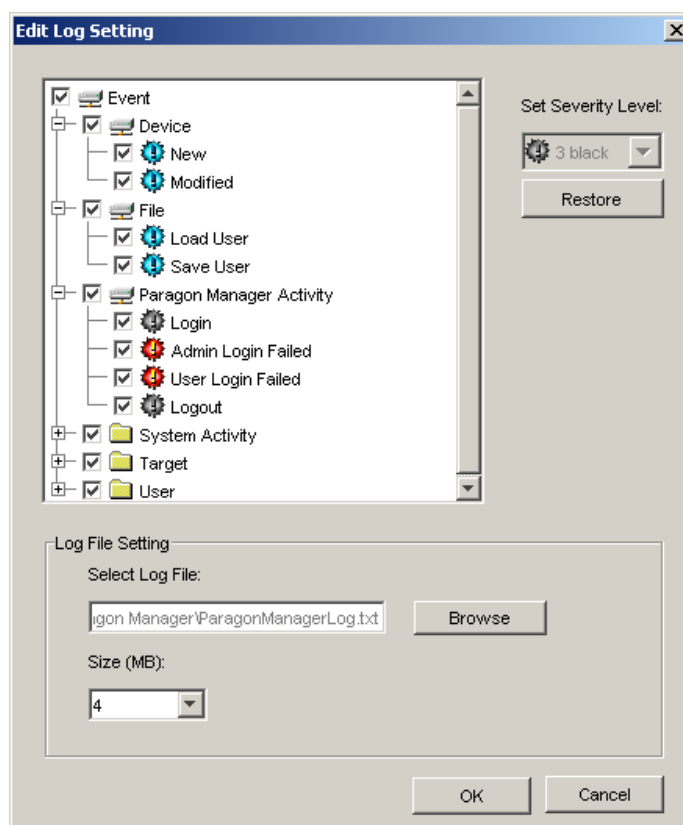 Edit Log Setting
Event
Device
New
Modified
File
Load User
Save User
Paragon Manager Activity
Login
Admin Login Failed
User Login Failed
Logout
System Activity
Target
User
Set Severity Level:
3 black
Restore
Log File Setting
Select Log File:
gon Manager\ParagonManagerLog.txt
Browse
Size (MB):
4
OK
Cancel